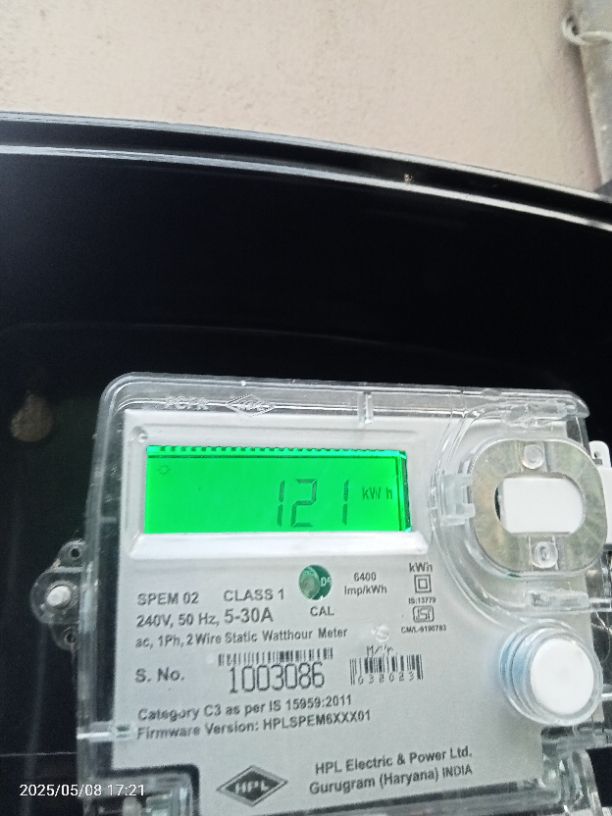 121 kWh
SPEM 02 CLASS 1
6400
Imp/kWh
kWh
CAL
240V, 50 Hz, 5-30A
IS:13779
ac, 1Ph, 2 Wire Static Watthour Meter
S. No. 1003086
Category C3 as per IS 15959:2011
Firmware Version: HPLSPEM6XXX01
HPL
HPL Electric & Power Ltd.
Gurugram (Haryana) INDIA
2025/05/08 17:21